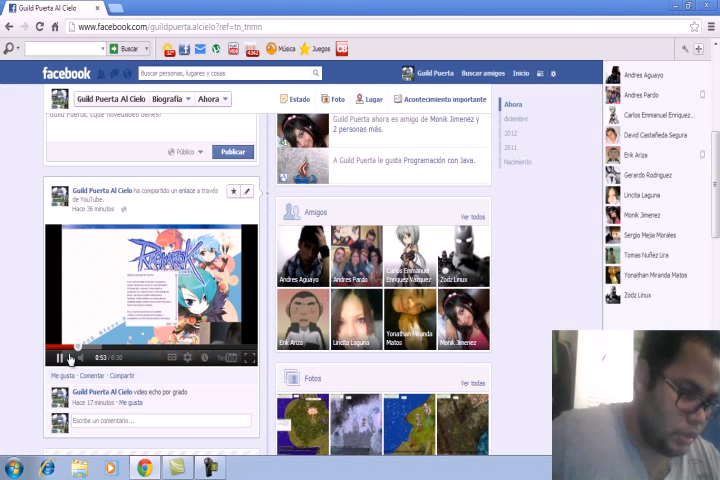 Guild Puerta Al Cielo
www.facebook.com/guildpuerta.alcielo?ref=tn_tnmn
Buscar
Música
Juegos
facebook
Buscar personas, lugares y cosas
Guild Puerta
Buscar amigos
Inicio
Guild Puerta Al Cielo
Biografía
Ahora
Estado
Foto
Lugar
Acontecimiento importante
Guild Puerta, ¿qué novedades tienes?
Público
Publicar
Guild Puerta Al Cielo ha compartido un enlace a través
de YouTube.
Hace 36 minutos
RAGNAROK
0:53
Me gusta · Comentar · Compartir
Guild Puerta Al Cielo video echo por grado
Hace 17 minutos · Me gusta
Escribe un comentario...
Guild Puerta Al Cielo ahora es amigo de Monik Jimenez y
2 personas más.
A Guild Puerta le gusta Programación con Java.
Amigos
Ver todos
Andres Aguayo
Andres Pardo
Carlos Emmanuel
Enriquez Vazquez
Zodz Linux
Erik Ariza
Lincita Laguna
Yonathan Miranda
Matos
Monik Jimenez
Fotos
Ver todas
Ahora
diciembre
2012
2011
Nacimiento
Andres Aguayo
Andres Pardo
Carlos Emmanuel Enriquez...
David Castañeda Segura
Erik Ariza
Gerardo Rodriguez
Lincita Laguna
Monik Jimenez
Sergio Mejia Morales
Tomas Nuñez Lira
Yonathan Miranda Matos
Zodz Linux